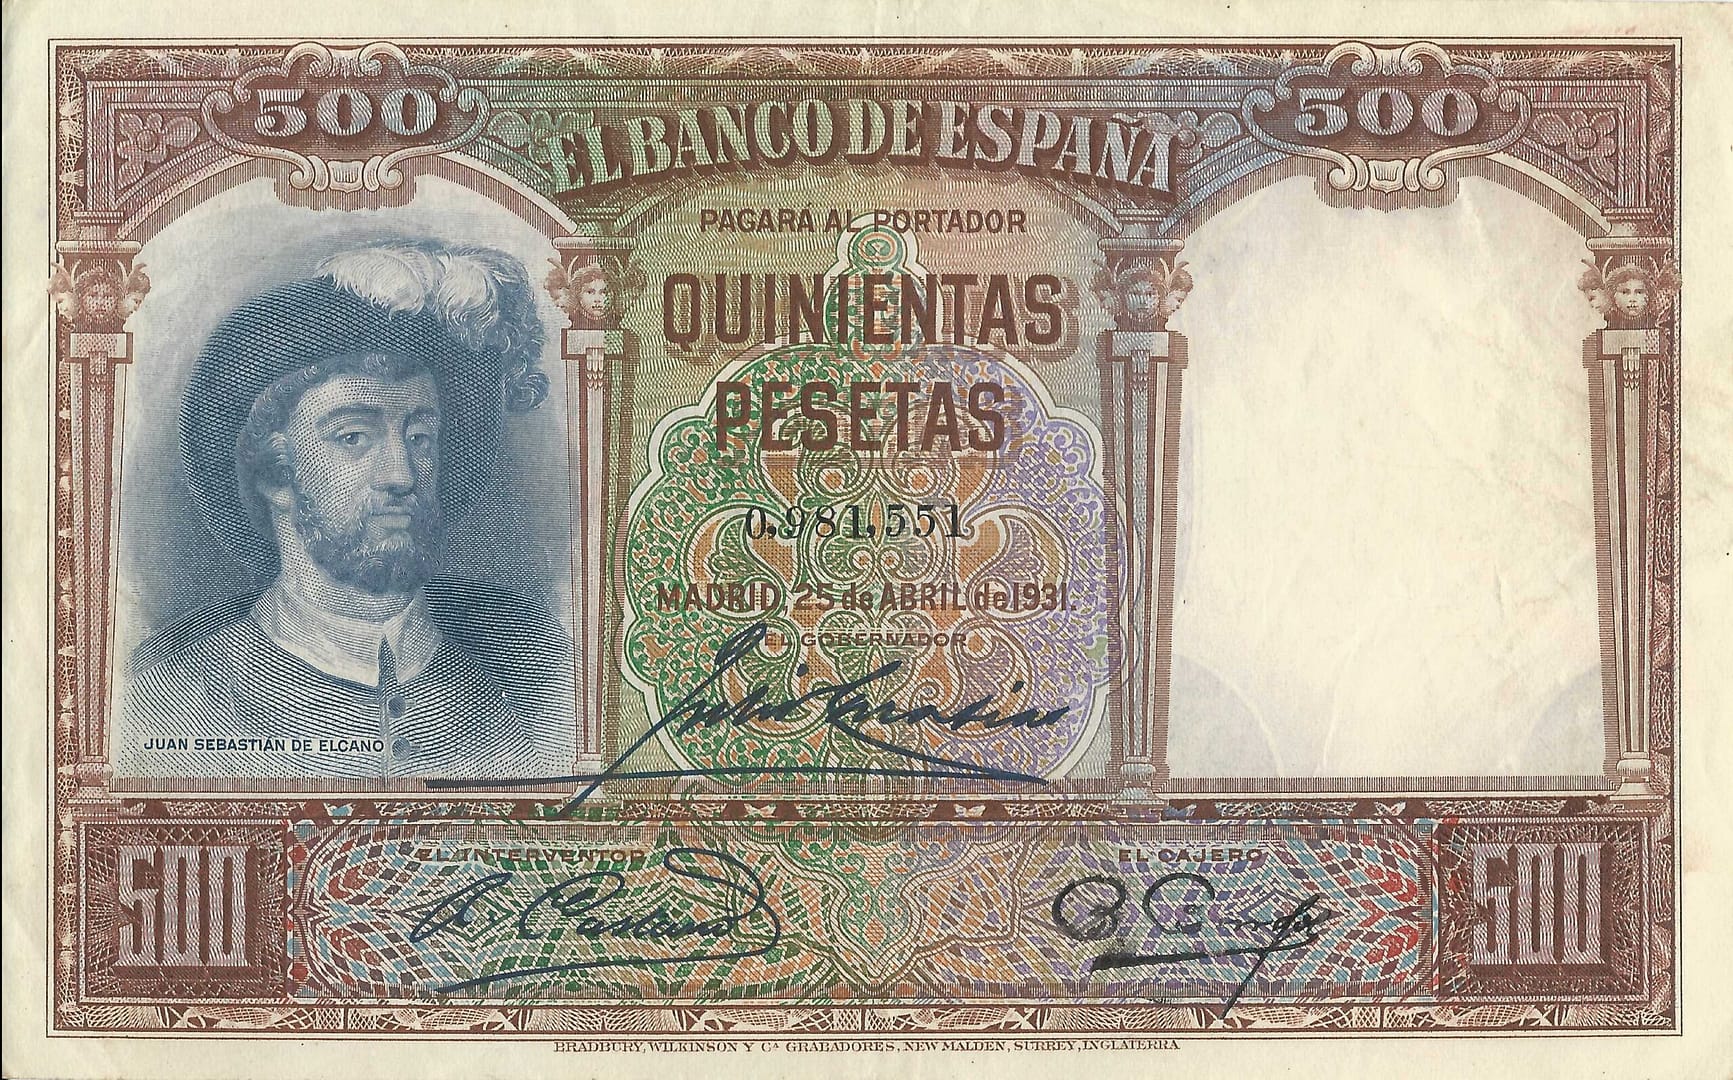 500
500
EL BANCO DE ESPAÑA
PAGARÁ AL PORTADOR
QUINIENTAS
PESETAS
0,981,551
MADRID, 25 de ABRIL de 1931.
EL GOBERNADOR
JUAN SEBASTIAN DE ELCANO
EL INTERVENTOR
EL CAJERO
500
500
BRADBURY, WILKINSON Y Cª GRABADORES, NEW MALDEN, SURREY, INGLATERRA